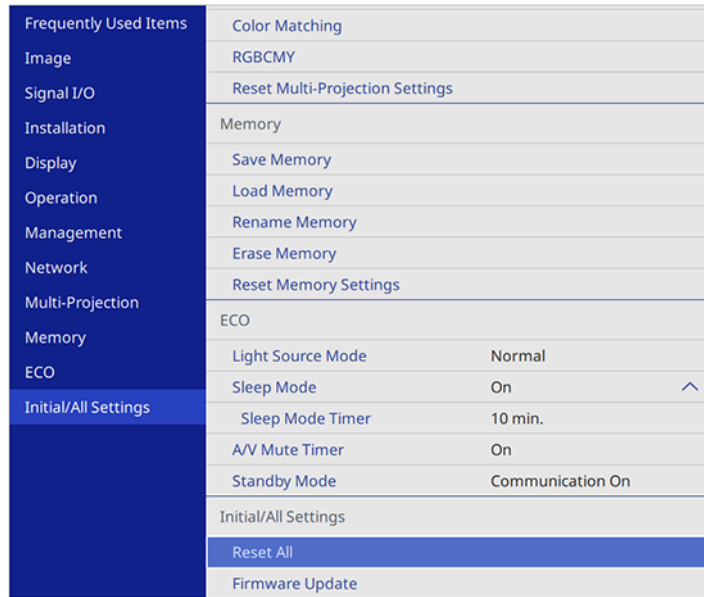 Frequently Used Items
Image
Signal I/O
Installation
Display
Operation
Management
Network
Multi-Projection
Memory
ECO
Initial/All Settings
Color Matching
RGBCMY
Reset Multi-Projection Settings
Memory
Save Memory
Load Memory
Rename Memory
Erase Memory
Reset Memory Settings
ECO
Light Source Mode Normal
Sleep Mode On
Sleep Mode Timer 10 min.
A/V Mute Timer On
Standby Mode Communication On
Initial/All Settings
Reset All
Firmware Update